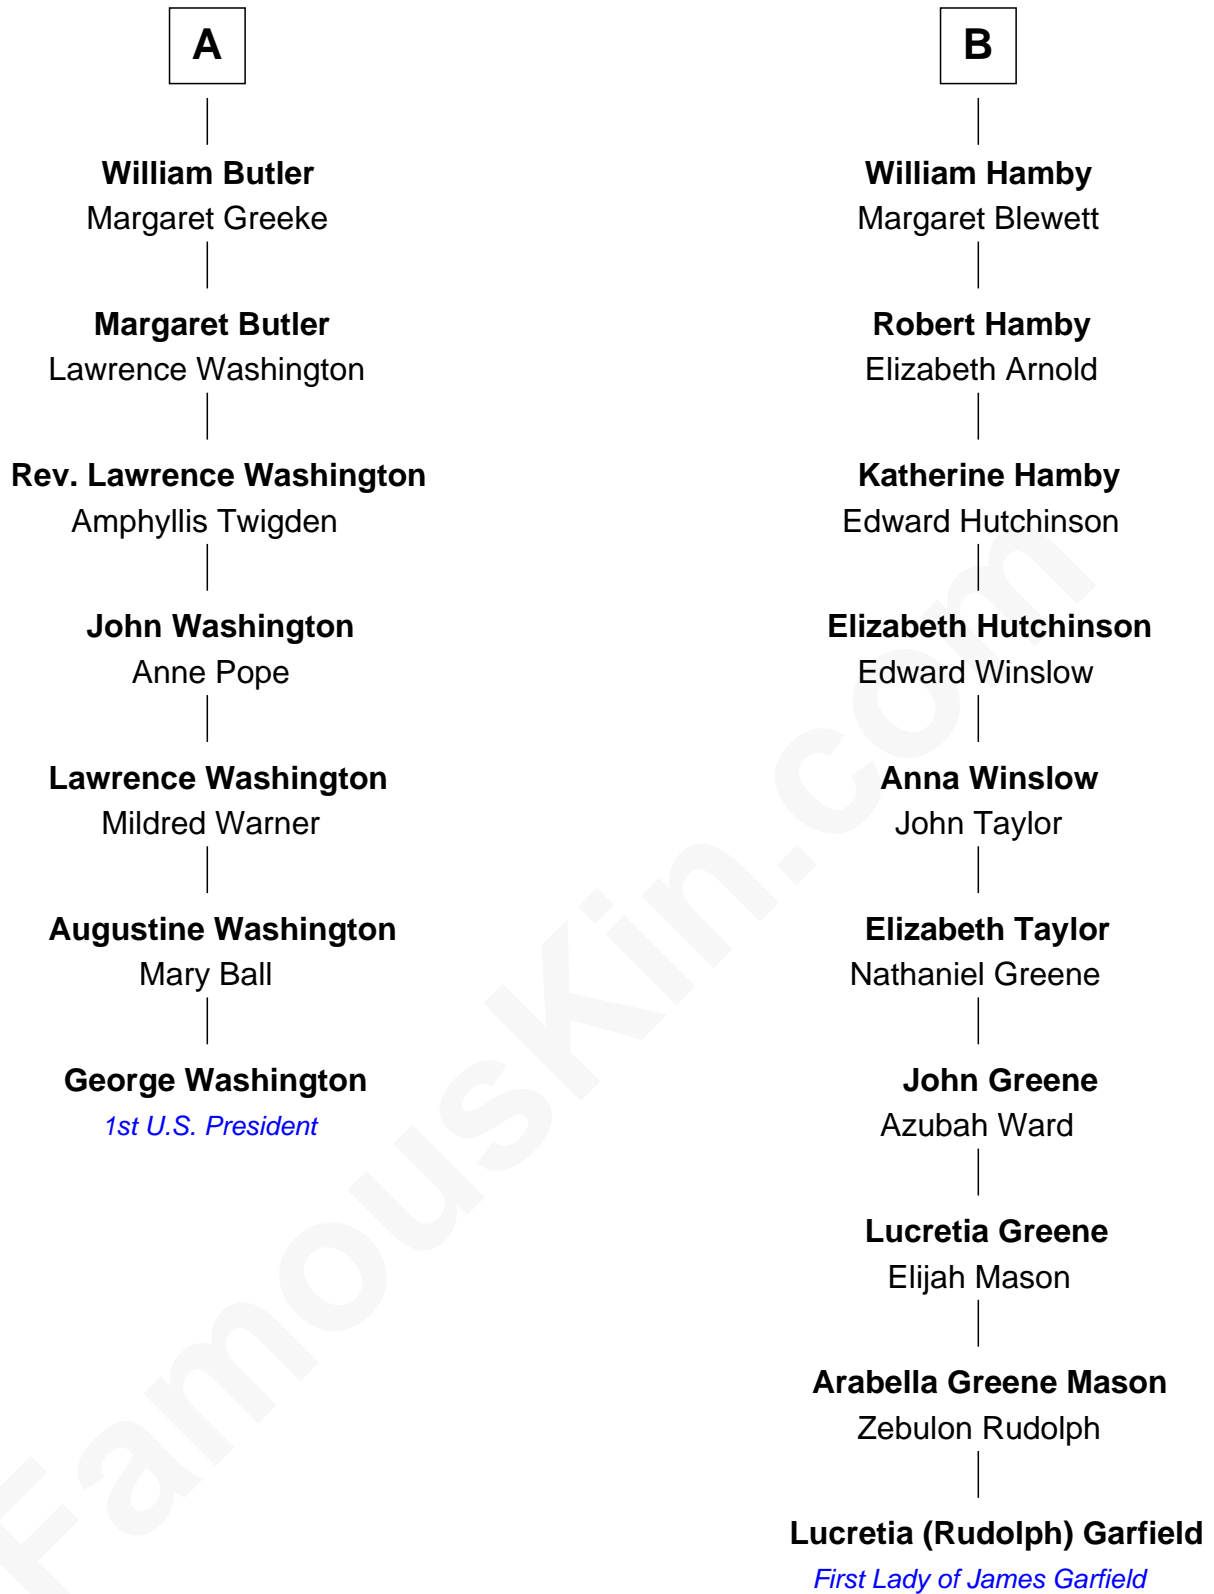 A
William Butler
Margaret Greeke
Margaret Butler
Lawrence Washington
Rev. Lawrence Washington
Amphyllis Twigden
John Washington
Anne Pope
Lawrence Washington
Mildred Warner
Augustine Washington
Mary Ball
George Washington
1st U.S. President
B
William Hamby
Margaret Blewett
Robert Hamby
Elizabeth Arnold
Katherine Hamby
Edward Hutchinson
Elizabeth Hutchinson
Edward Winslow
Anna Winslow
John Taylor
Elizabeth Taylor
Nathaniel Greene
John Greene
Azubah Ward
Lucretia Greene
Elijah Mason
Arabella Greene Mason
Zebulon Rudolph
Lucretia (Rudolph) Garfield
First Lady of James Garfield
FamousKin.com